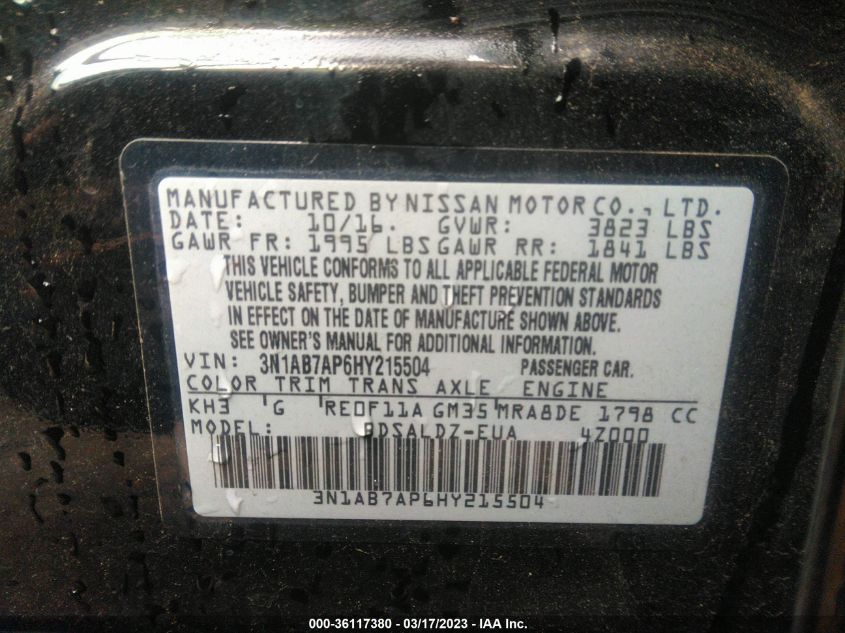 MANUFACTURED BY NISSAN MOTOR CO., LTD.
DATE: 10/16. GVWR: 3823 LBS
GAWR FR: 1995 LBS GAWR RR: 1841 LBS
THIS VEHICLE CONFORMS TO ALL APPLICABLE FEDERAL MOTOR
VEHICLE SAFETY, BUMPER AND THEFT PREVENTION STANDARDS
IN EFFECT ON THE DATE OF MANUFACTURE SHOWN ABOVE.
SEE OWNER'S MANUAL FOR ADDITIONAL INFORMATION.
VIN: 3N1AB7AP6HY215504 PASSENGER CAR.
COLOR TRIM TRANS AXLE ENGINE
KH3 G RE0F11A GM35 MRA8DE 1798 CC
MODEL: BDSALDZ-EUA 4Z000
3N1AB7AP6HY215504
000-36117380 - 03/17/2023 - IAA Inc.